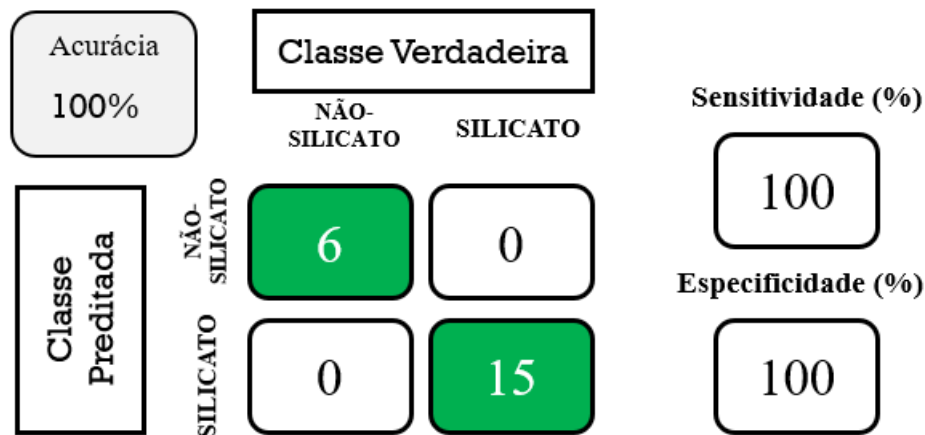 Acurácia
100%
Classe Verdadeira
NÃO-
SILICATO
SILICATO
Sensitividade (%)
100
Classe
Preditada
NÃO-
SILICATO
6
0
Especificidade (%)
SILICATO
0
15
100